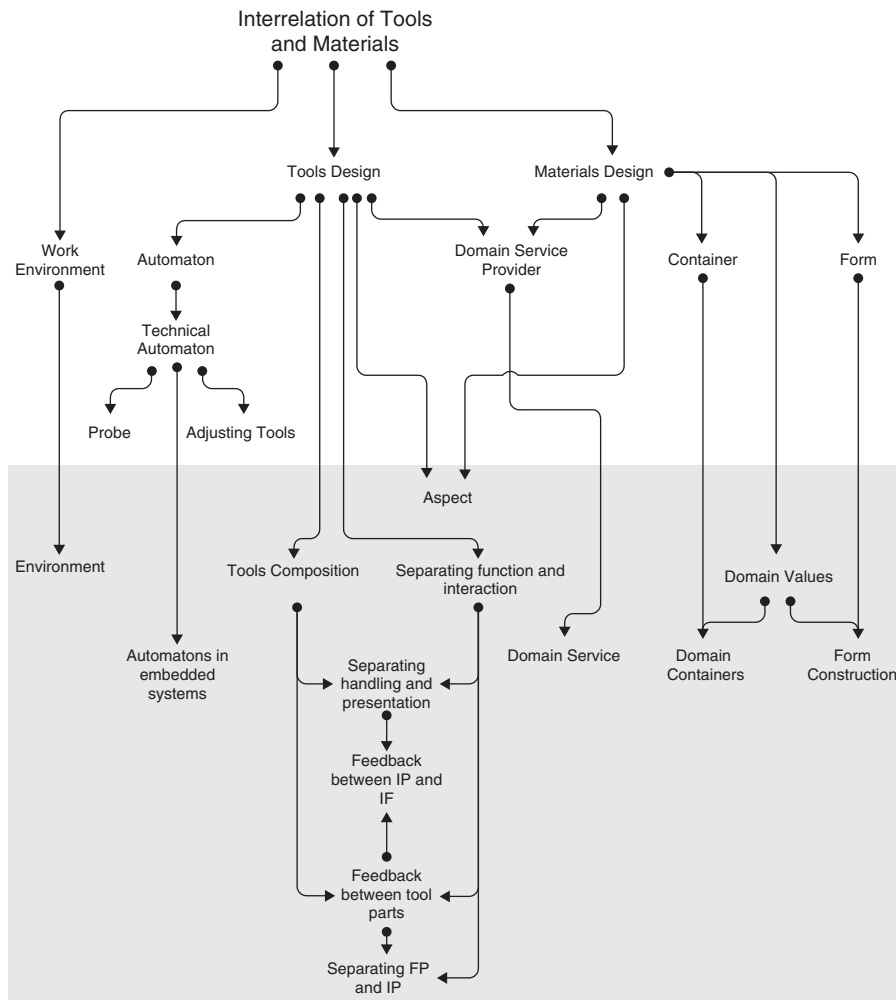 Interrelation of Tools
and Materials
Tools Design
Materials Design
Work
Environment
Automaton
Domain Service
Provider
Container
Form
Technical
Automaton
Probe
Adjusting Tools
Aspect
Environment
Tools Composition
Separating function and
interaction
Domain Values
Automatons in
embedded
systems
Separating
handling and
presentation
Domain Service
Domain
Containers
Form
Construction
Feedback
between IP and
IF
Feedback
between tool
parts
Separating FP
and IP